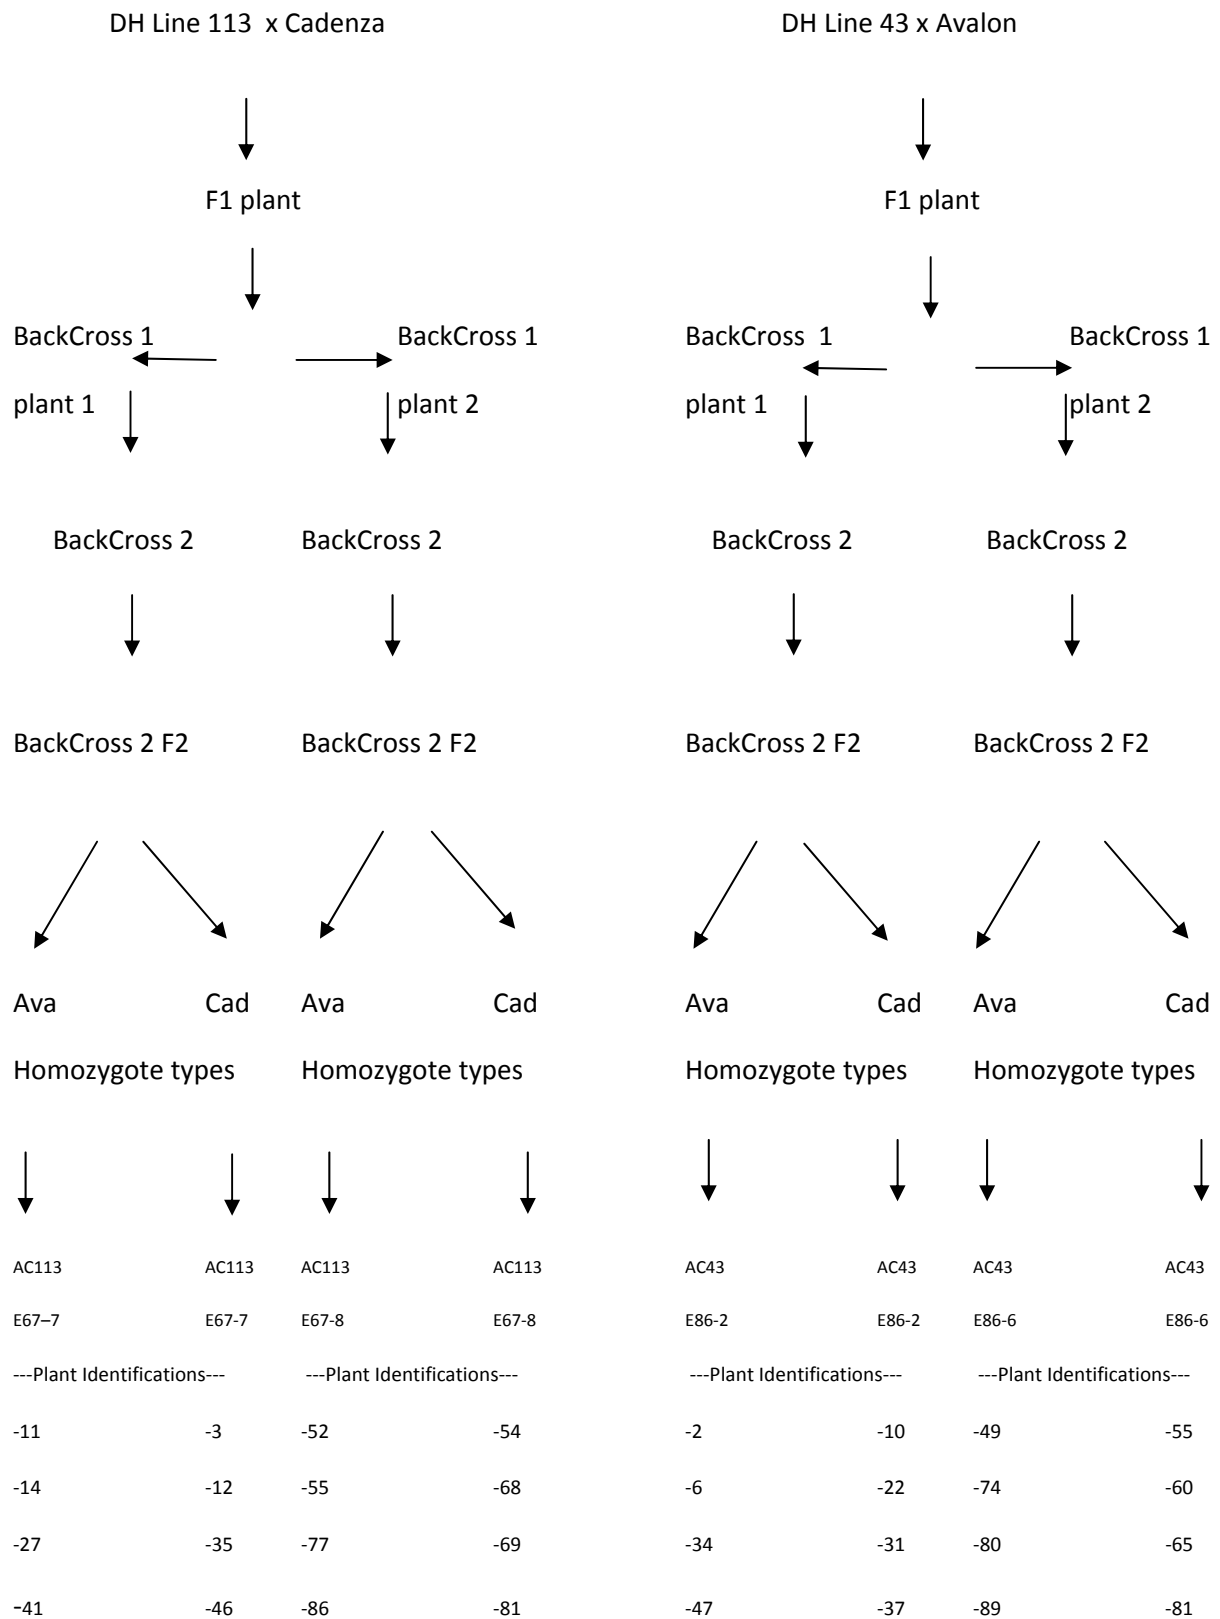 DH Line 113 x Cadenza DH Line 43 x Avalon
F1 plant F1 plant
BackCross 1 BackCross 1 BackCross 1 BackCross 1
plant 1 plant 2 plant 1 plant 2
BackCross 2 BackCross 2 BackCross 2 BackCross 2
BackCross 2 F2 BackCross 2 F2 BackCross 2 F2 BackCross 2 F2
Ava Cad Ava Cad Ava Cad Ava Cad
Homozygote types Homozygote types Homozygote types Homozygote types
AC113 AC113 AC113 AC113 AC43 AC43 AC43 AC43
E67–7 E67-7 E67-8 E67-8 E86-2 E86-2 E86-6 E86-6
---Plant Identifications--- ---Plant Identifications--- ---Plant Identifications--- ---Plant Identifications---
-11 -3 -52 -54 -2 -10 -49 -55
-14 -12 -55 -68 -6 -22 -74 -60
-27 -35 -77 -69 -34 -31 -80 -65
-41 -46 -86 -81 -47 -37 -89 -81